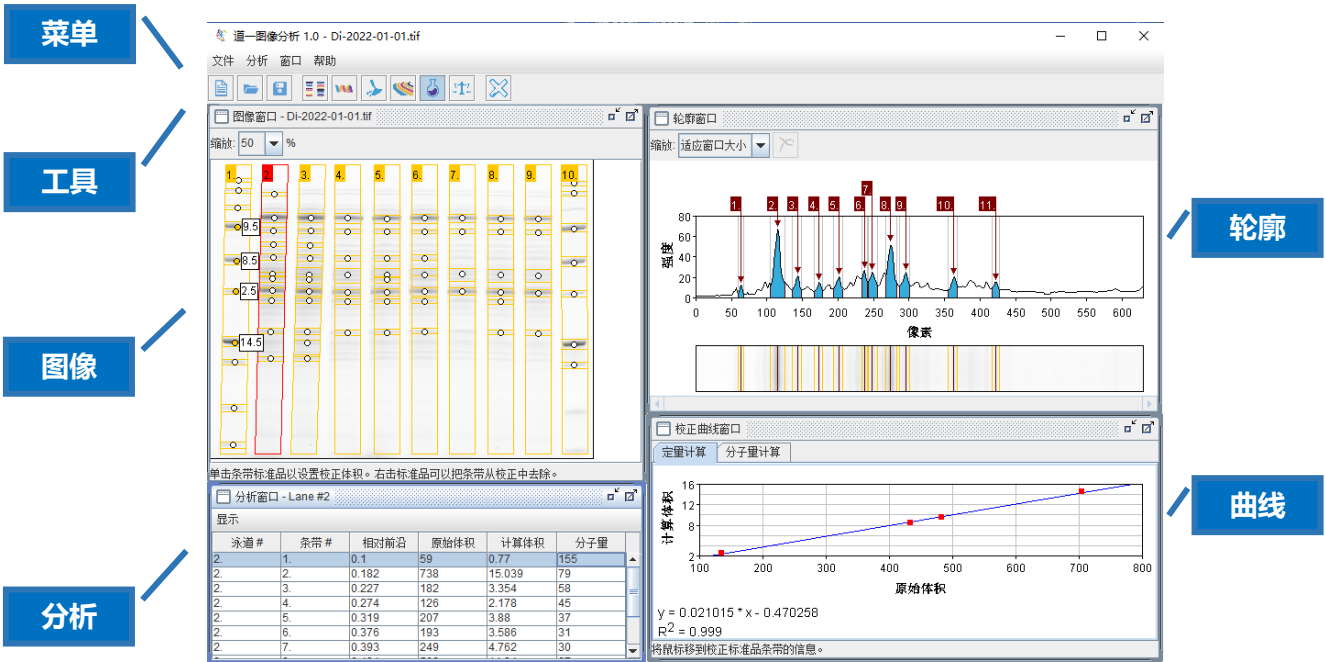 菜单
工具
图像
分析
轮廓
曲线
道一图像分析 1.0 - Di-2022-01-01.tif
文件 分析 窗口 帮助
图像窗口 - Di-2022-01-01.tif
缩放: 50 %
1. 2. 3. 4. 5. 6. 7. 8. 9. 10.
9.5
8.5
2.5
14.5
单击条带标准品以设置校正体积。右击标准品可以把条带从校正中去除。
分析窗口 - Lane #2
显示
泳道 # 条带 # 相对前沿 原始体积 计算体积 分子量
2. 1. 0.1 59 0.77 155
2. 2. 0.182 738 15.039 79
2. 3. 0.227 182 3.354 58
2. 4. 0.274 126 2.178 45
2. 5. 0.319 207 3.88 37
2. 6. 0.376 193 3.586 31
2. 7. 0.393 249 4.762 30
轮廓窗口
缩放: 适应窗口大小
7.
1. 2. 3. 4. 5. 6. 8. 9. 10. 11.
80
60
40
20
0
强度
0 50 100 150 200 250 300 350 400 450 500 550 600
像素
校正曲线窗口
定量计算 分子量计算
16
12
8
2
计算体积
100 200 300 400 500 600 700 800
原始体积
y = 0.021015 * x - 0.470258
R2 = 0.999
将鼠标移到校正标准品条带的信息。